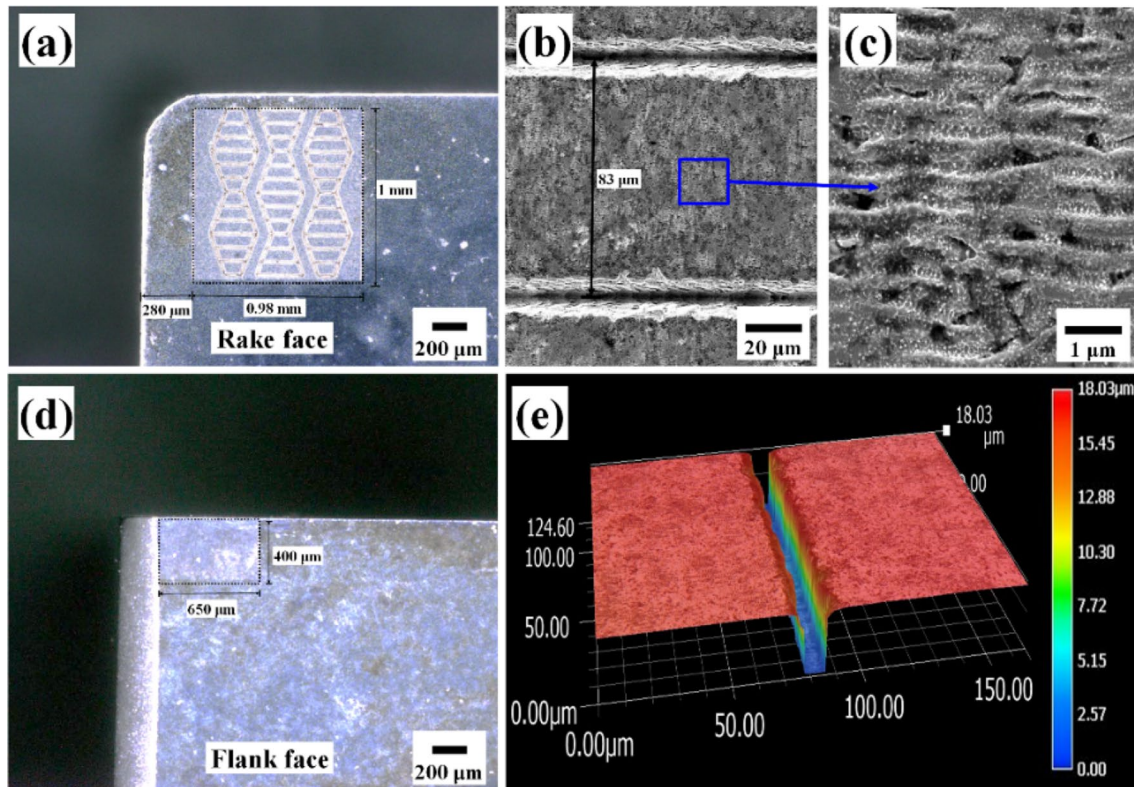 (a)
1 mm
280 μm
0.98 mm
Rake face
200 μm
(b)
83 μm
20 μm
(c)
1 μm
(d)
400 μm
650 μm
Flank face
200 μm
(e)
18.03
μm
124.60
100.00
50.00
0.00μm
0.00μm
50.00
100.00
150.00
18.03μm
15.45
12.88
10.30
7.72
5.15
2.57
0.00